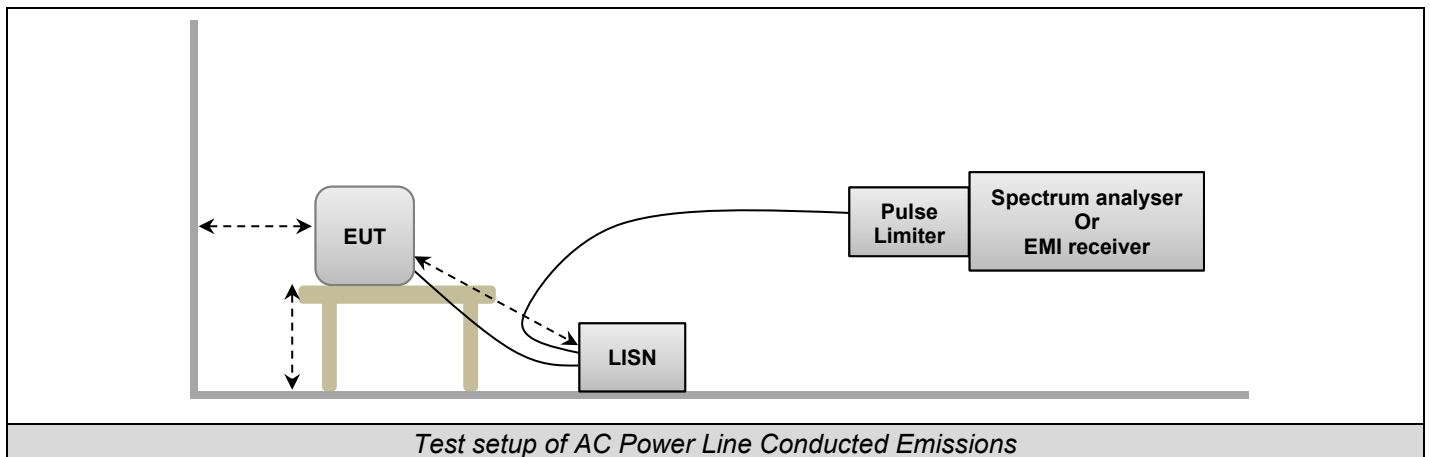 EUT
LISN
Pulse
Limiter
Spectrum analyser
Or
EMI receiver
Test setup of AC Power Line Conducted Emissions